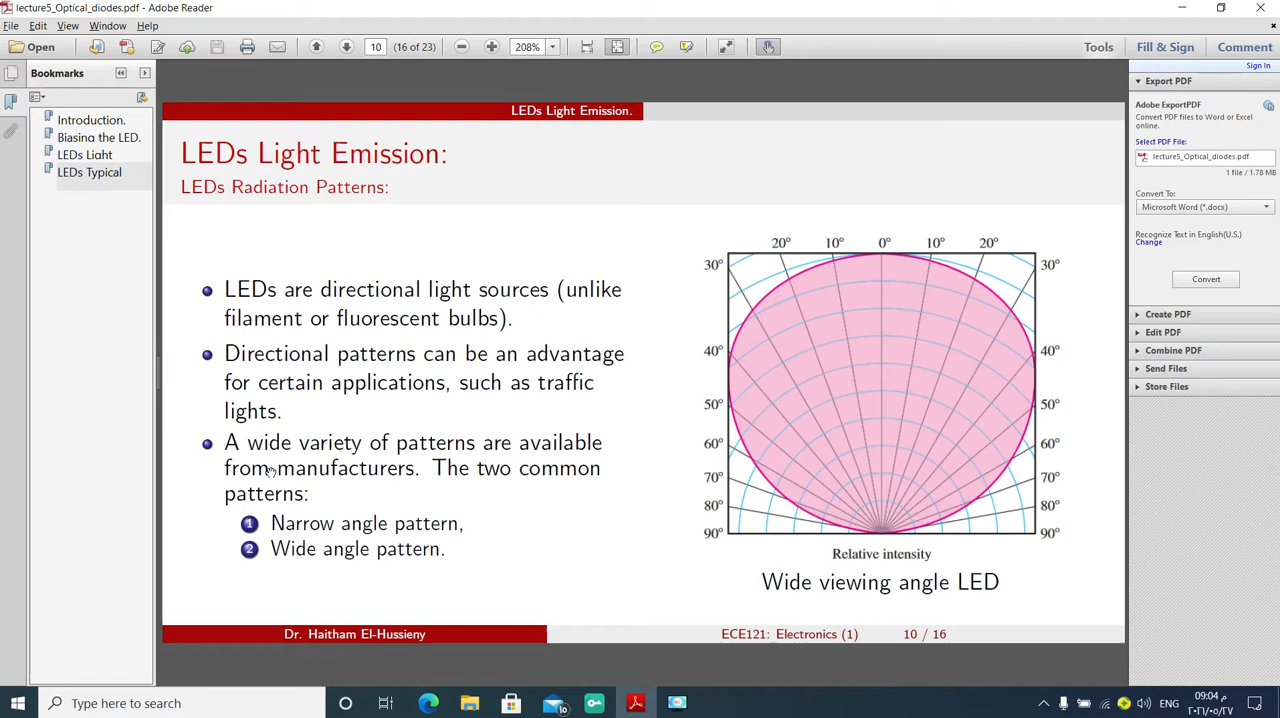 lecture5_Optical_diodes.pdf - Adobe Reader
File Edit View Window Help
Open 10 (16 of 23) 208% Tools Fill & Sign Comment
Sign In
Bookmarks
Introduction.
Biasing the LED.
LEDs Light
LEDs Typical
LEDs Light Emission.
LEDs Light Emission:
LEDs Radiation Patterns:
LEDs are directional light sources (unlike
filament or fluorescent bulbs).
Directional patterns can be an advantage
for certain applications, such as traffic
lights.
A wide variety of patterns are available
from manufacturers. The two common
patterns:
1 Narrow angle pattern,
2 Wide angle pattern.
20° 10° 0° 10° 20°
30° 30°
40° 40°
50° 50°
60° 60°
70° 70°
80° 80°
90° 90°
Relative intensity
Wide viewing angle LED
Dr. Haitham El-Hussieny ECE121: Electronics (1) 10 / 16
Export PDF
Adobe ExportPDF
Convert PDF files to Word or Excel
online.
Select PDF File:
lecture5_Optical_diodes.pdf
1 file / 1.78 MB
Convert To:
Microsoft Word (*.docx)
Recognize Text in English(U.S.)
Change
Convert
Create PDF
Edit PDF
Combine PDF
Send Files
Store Files
Type here to search
ENG
09:04 م
٢٠٢١/٠٥/٢٧